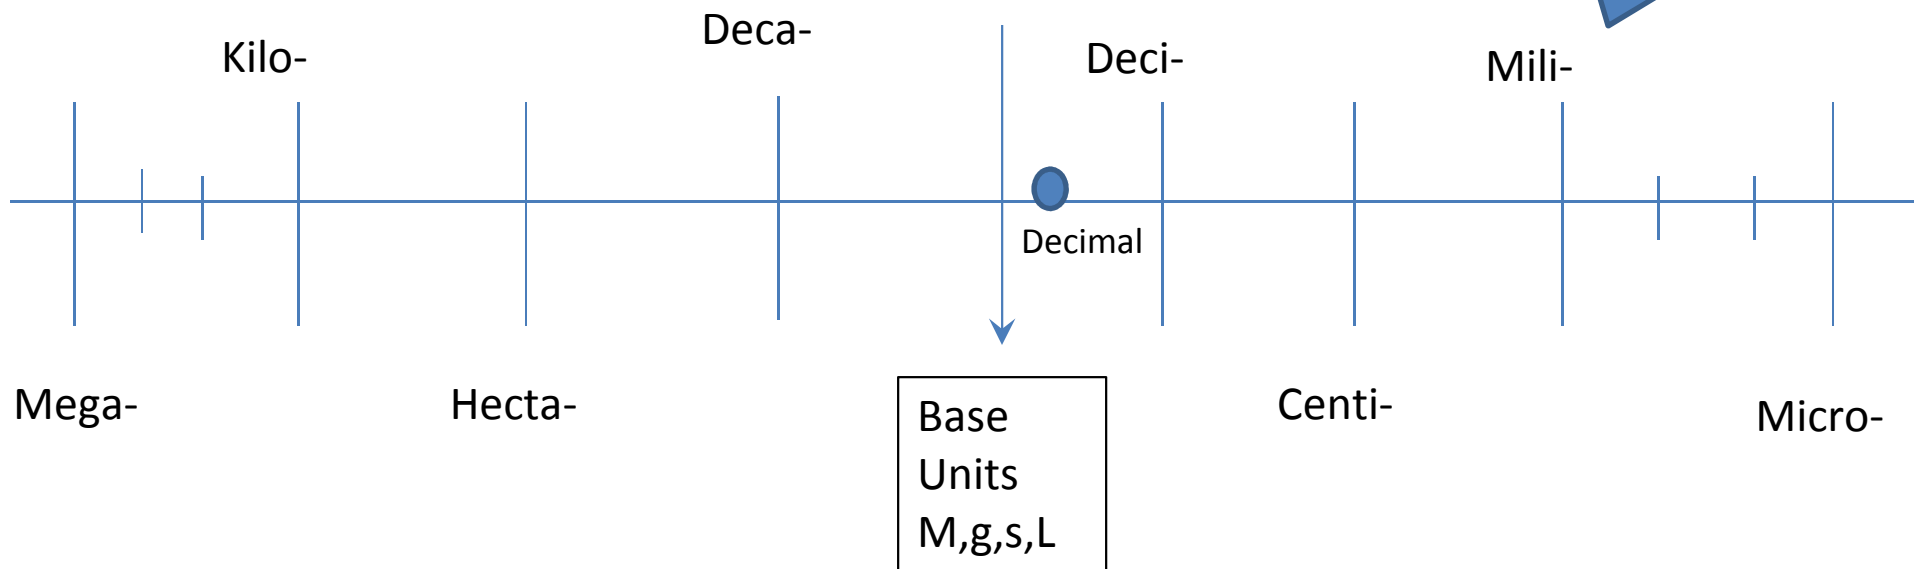 Kilo-
Deca-
Deci-
Mili-
Decimal
Mega-
Hecta-
Base
Units
M,g,s,L
Centi-
Micro-